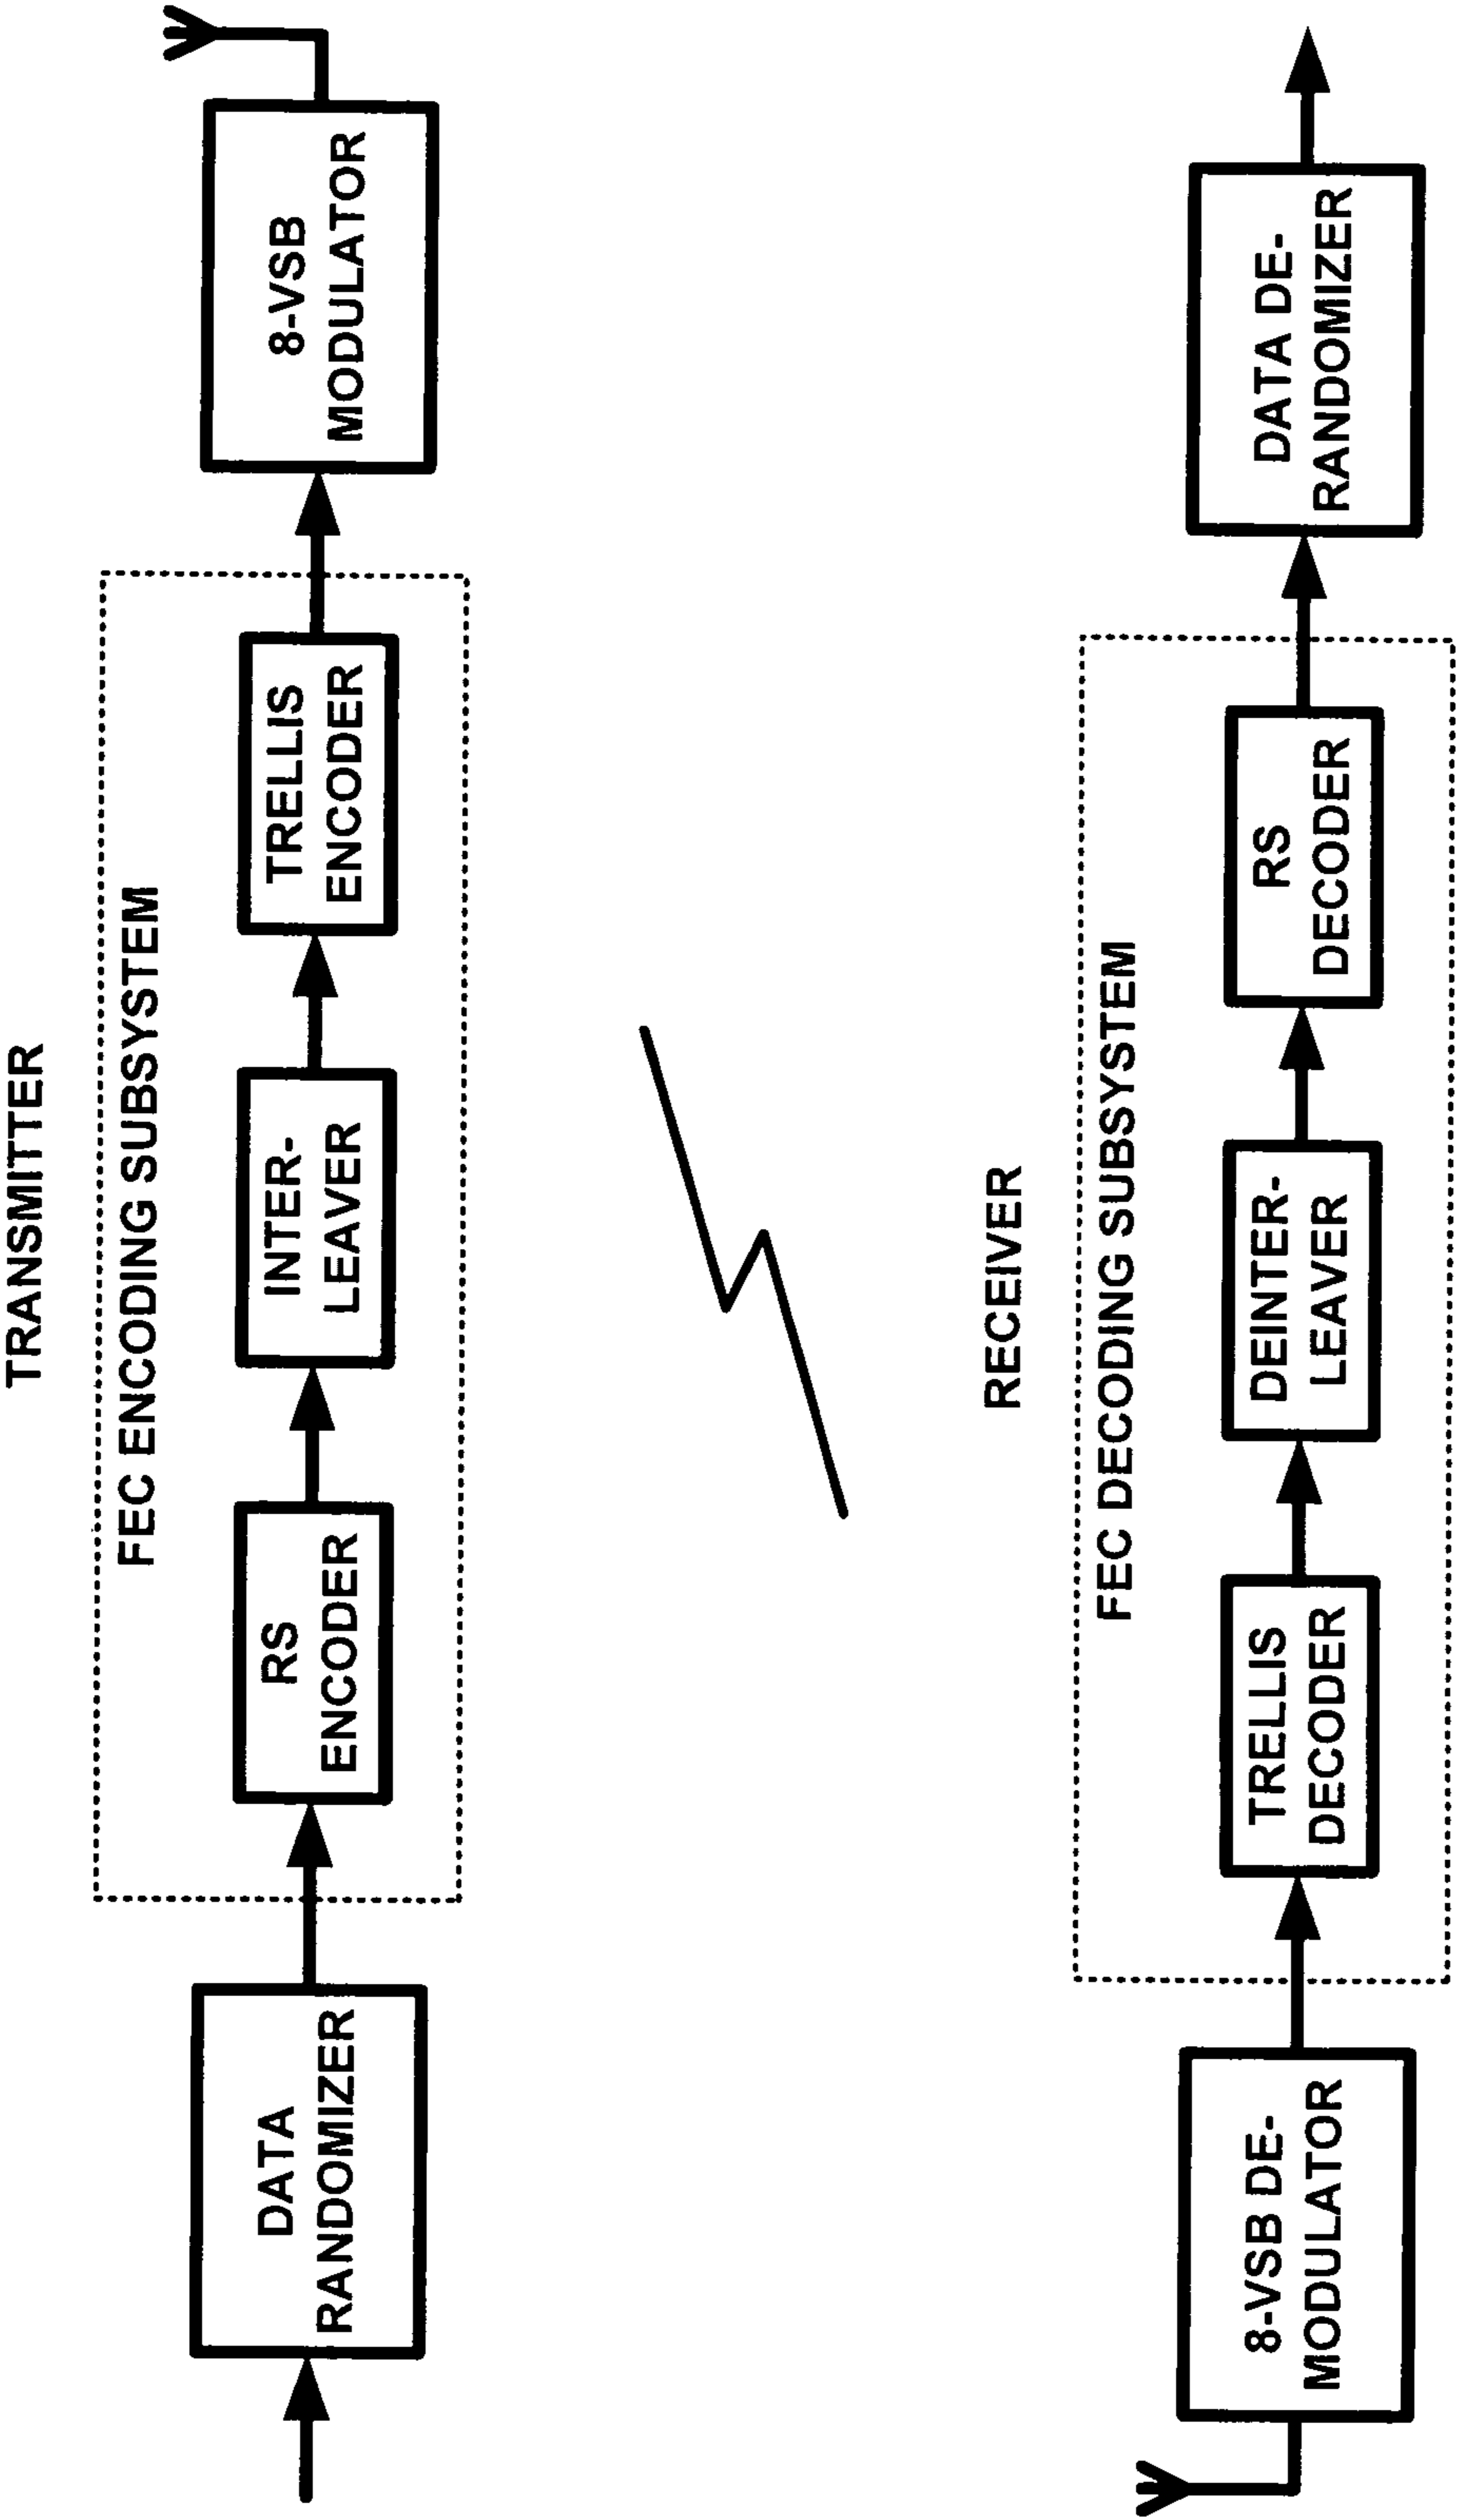 TRANSMITTER
FEC ENCODING SUBSYSTEM
DATA
RANDOMIZER
RS
ENCODER
INTER-
LEAVER
TRELLIS
ENCODER
8-VSB
MODULATOR
RECEIVER
FEC DECODING SUBSYSTEM
8-VSB DE-
MODULATOR
TRELLIS
DECODER
DEINTER-
LEAVER
RS
DECODER
DATA DE-
RANDOMIZER